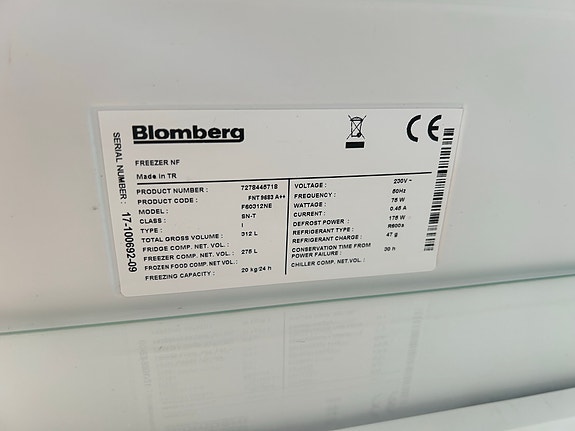 Blomberg
FREEZER NF
Made in TR
PRODUCT NUMBER : 7278445718
PRODUCT CODE : FNT 9683 A++
MODEL: F60312NE
CLASS : SN-T
TYPE : I
TOTAL GROSS VOLUME : 312 L
FRIDGE COMP. NET. VOL. :
FREEZER COMP. NET. VOL. : 275 L
FROZEN FOOD COMP. NET VOL. :
FREEZING CAPACITY : 20 kg/24 h
VOLTAGE : 230V ~
FREQUENCY : 50Hz
WATTAGE : 75 W
CURRENT : 0.45 A
DEFROST POWER : 175 W
REFRIGERANT TYPE : R600a
REFRIGERANT CHARGE : 47 g
CONSERVATION TIME FROM
POWER FAILURE : 30 h
CHILLER COMP. NET.VOL.:
CE
SERIAL NUMBER : 17-100692-09